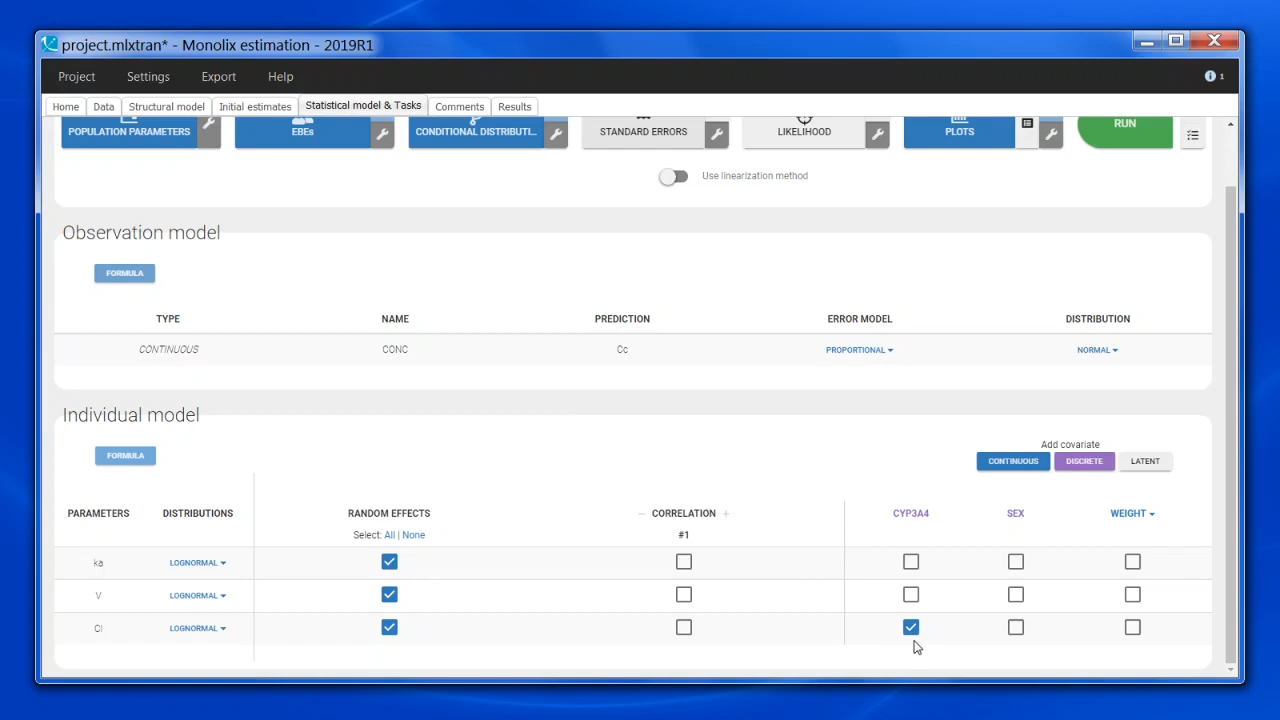 project.mlxtran* - Monolix estimation - 2019R1
Project Settings Export Help 1
Home Data Structural model Initial estimates Statistical model & Tasks Comments Results
POPULATION PARAMETERS EBEs CONDITIONAL DISTRIBUTI... STANDARD ERRORS LIKELIHOOD PLOTS RUN
Use linearization method
Observation model
FORMULA
TYPE NAME PREDICTION ERROR MODEL DISTRIBUTION
CONTINUOUS CONC Cc PROPORTIONAL NORMAL
Individual model
Add covariate
FORMULA CONTINUOUS DISCRETE LATENT
PARAMETERS DISTRIBUTIONS RANDOM EFFECTS − CORRELATION + CYP3A4 SEX WEIGHT
Select: All | None #1
ka LOGNORMAL
V LOGNORMAL
Cl LOGNORMAL